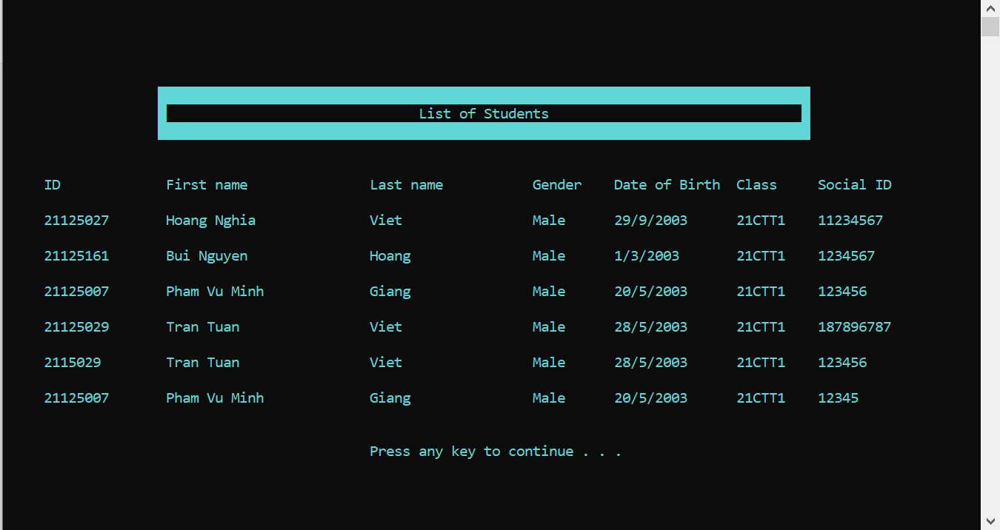 List of Students
ID First name Last name Gender Date of Birth Class Social ID
21125027 Hoang Nghia Viet Male 29/9/2003 21CTT1 11234567
21125161 Bui Nguyen Hoang Male 1/3/2003 21CTT1 1234567
21125007 Pham Vu Minh Giang Male 20/5/2003 21CTT1 123456
21125029 Tran Tuan Viet Male 28/5/2003 21CTT1 187896787
2115029 Tran Tuan Viet Male 28/5/2003 21CTT1 123456
21125007 Pham Vu Minh Giang Male 20/5/2003 21CTT1 12345
Press any key to continue . . .